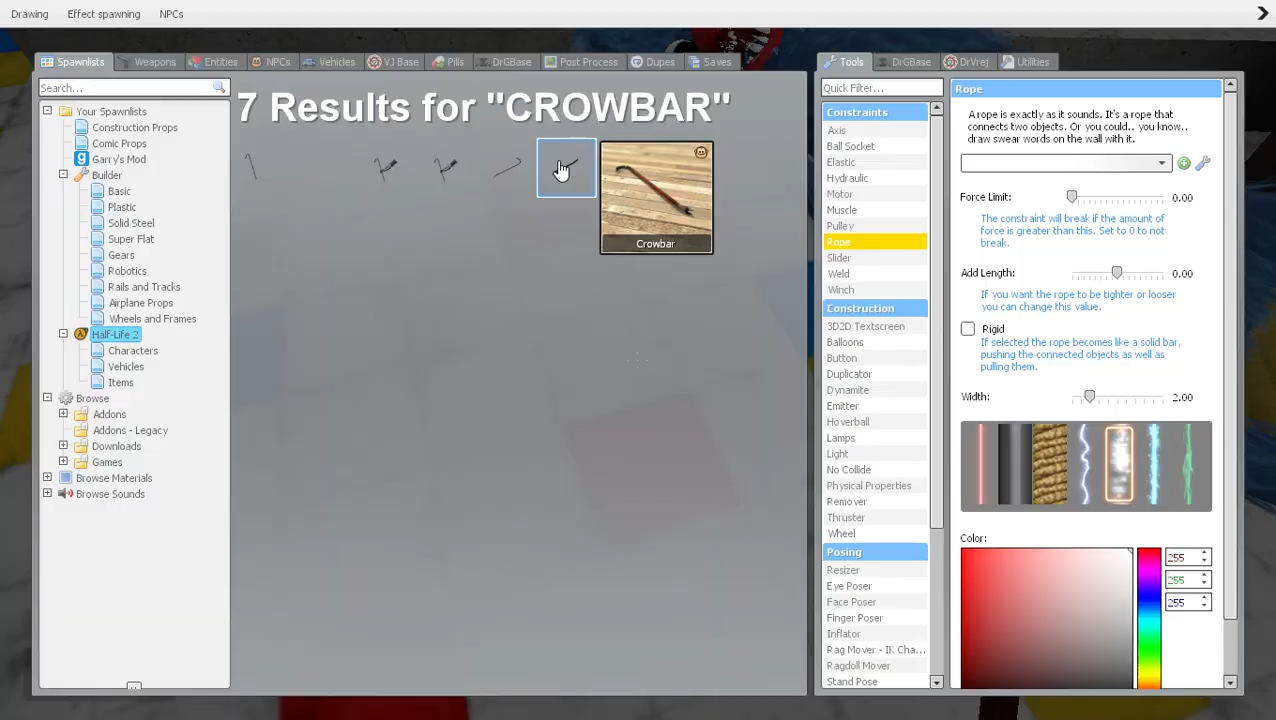 Drawing Effect spawning NPCs
Spawnlists Weapons Entities NPCs Vehicles VJ Base Pills DrGBase Post Process Dupes Saves
Search...
Your Spawnlists
Construction Props
Comic Props
Garry's Mod
Builder
Basic
Plastic
Solid Steel
Super Flat
Gears
Robotics
Rails and Tracks
Airplane Props
Wheels and Frames
Half-Life 2
Characters
Vehicles
Items
Browse
Addons
Addons - Legacy
Downloads
Games
Browse Materials
Browse Sounds
7 Results for "CROWBAR"
Crowbar
Tools DrGBase DrVrej Utilities
Quick Filter...
Constraints
Axis
Ball Socket
Elastic
Hydraulic
Motor
Muscle
Pulley
Rope
Slider
Weld
Winch
Construction
3D2D Textscreen
Balloons
Button
Duplicator
Dynamite
Emitter
Hoverball
Lamps
Light
No Collide
Physical Properties
Remover
Thruster
Wheel
Posing
Resizer
Eye Poser
Face Poser
Finger Poser
Inflator
Rag Mover - IK Cha...
Ragdoll Mover
Stand Pose
Rope
A rope is exactly as it sounds. It's a rope that
connects two objects. Or you could.. you know..
draw swear words on the wall with it.
Force Limit: 0.00
The constraint will break if the amount of
force is greater than this. Set to 0 to not
break.
Add Length: 0.00
If you want the rope to be tighter or looser
you can change this value.
Rigid
If selected the rope becomes like a solid bar,
pushing the connected objects as well as
pulling them.
Width: 2.00
Color:
255
255
255